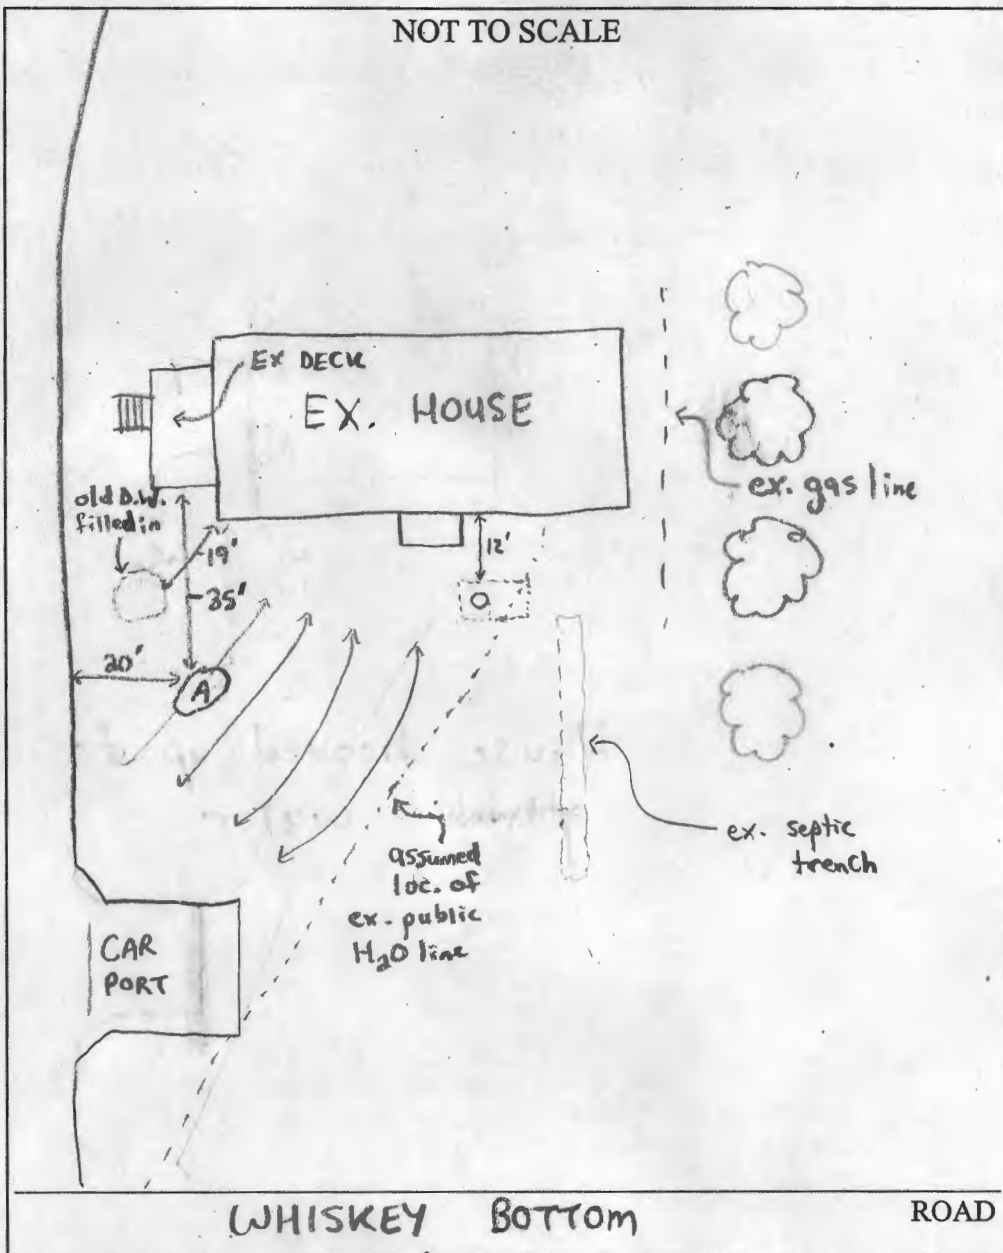 NOT TO SCALE
EX DECK
EX. HOUSE
ex. gas line
old D.W.
filled in
19'
12'
35'
20'
A
ex. septic
trench
assumed
loc. of
ex. public
H₂O line
CAR
PORT
WHISKEY BOTTOM ROAD